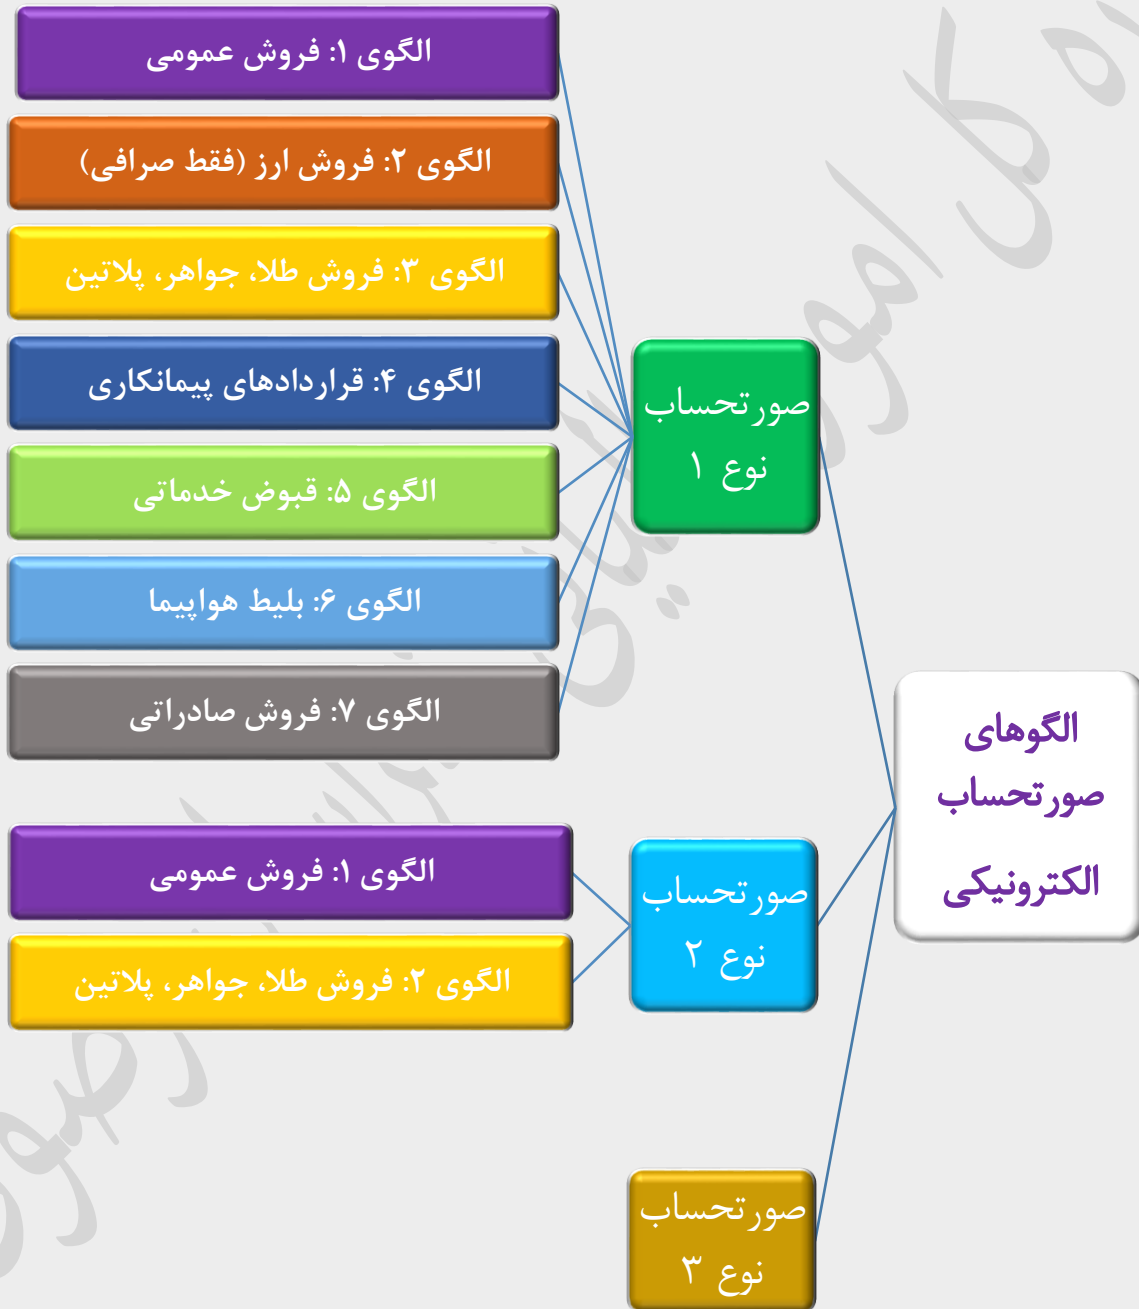 الگوهای
صورتحساب
الکترونیکی
صورتحساب
نوع ۱
الگوی ۱: فروش عمومی
الگوی ۲: فروش ارز (فقط صرافی)
الگوی ۳: فروش طلا، جواهر، پلاتین
الگوی ۴: قراردادهای پیمانکاری
الگوی ۵: قبوض خدماتی
الگوی ۶: بلیط هواپیما
الگوی ۷: فروش صادراتی
صورتحساب
نوع ۲
الگوی ۱: فروش عمومی
الگوی ۲: فروش طلا، جواهر، پلاتین
صورتحساب
نوع ۳